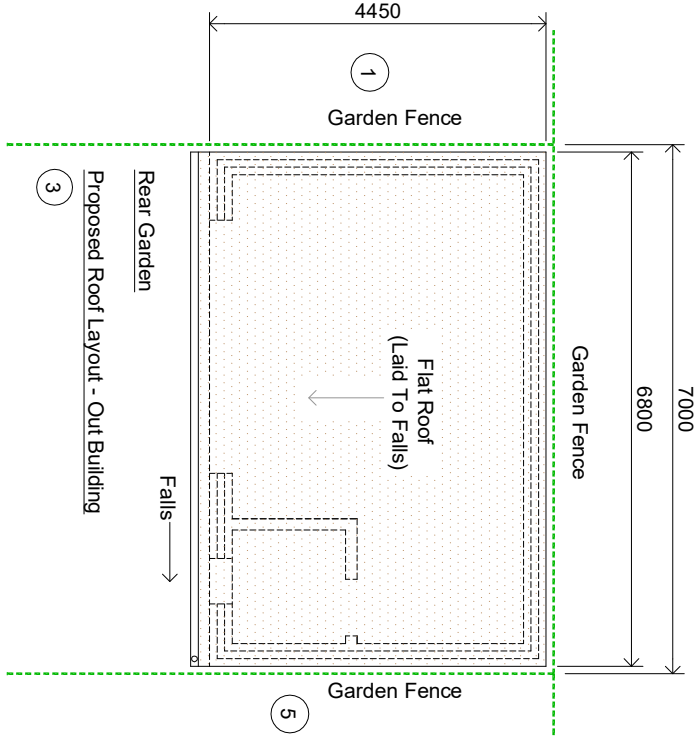 4450
1
Garden Fence
7000
6800
Garden Fence
Flat Roof
(Laid To Falls)
Falls
Rear Garden
Proposed Roof Layout - Out Building
3
Garden Fence
5